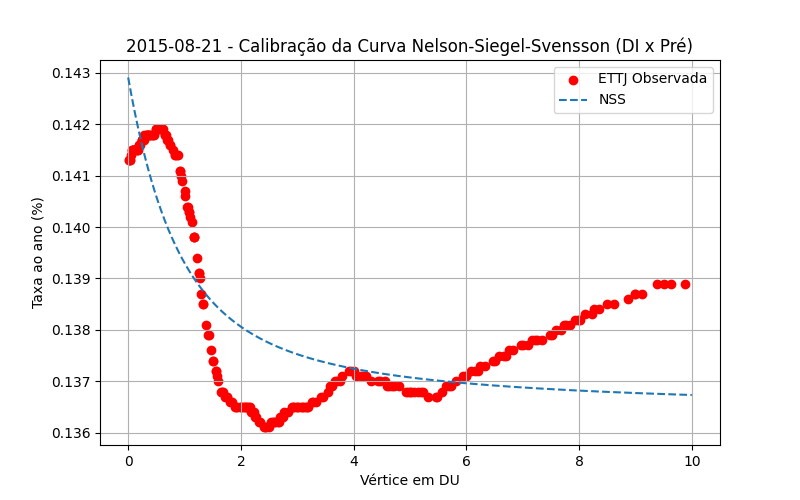 2015-08-21 - Calibração da Curva Nelson-Siegel-Svensson (DI x Pré)
ETTJ Observada
NSS
Taxa ao ano (%)
0.143
0.142
0.141
0.140
0.139
0.138
0.137
0.136
0 2 4 6 8 10
Vértice em DU